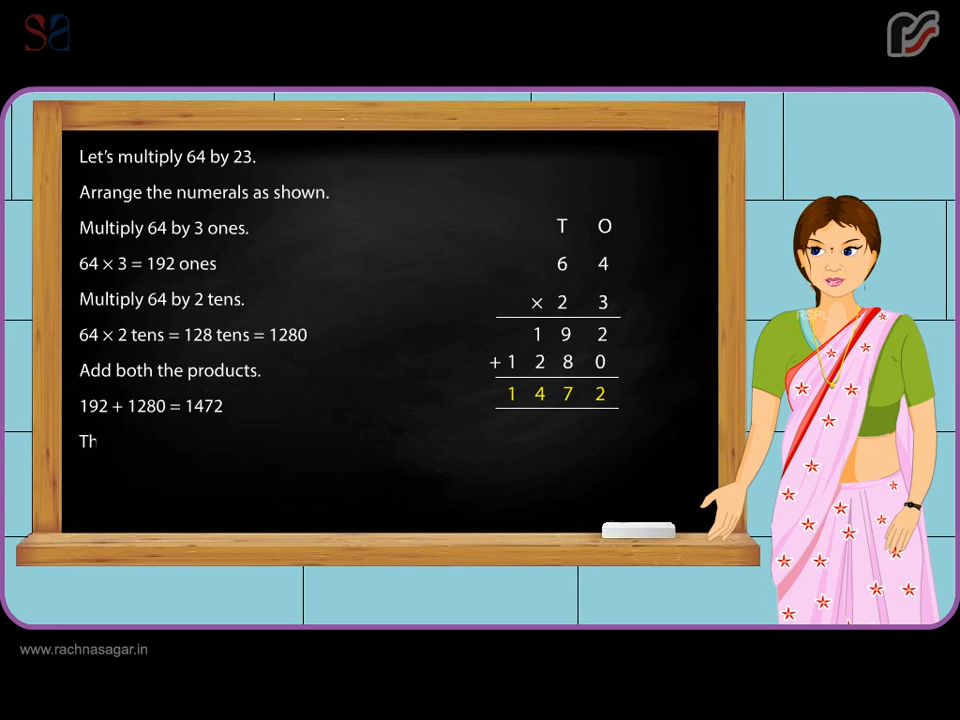 Let's multiply 64 by 23.
Arrange the numerals as shown.
Multiply 64 by 3 ones.
64 × 3 = 192 ones
Multiply 64 by 2 tens.
64 × 2 tens = 128 tens = 1280
Add both the products.
192 + 1280 = 1472
Th
T O
6 4
× 2 3
1 9 2
+ 1 2 8 0
1 4 7 2
RSPL
www.rachnasagar.in